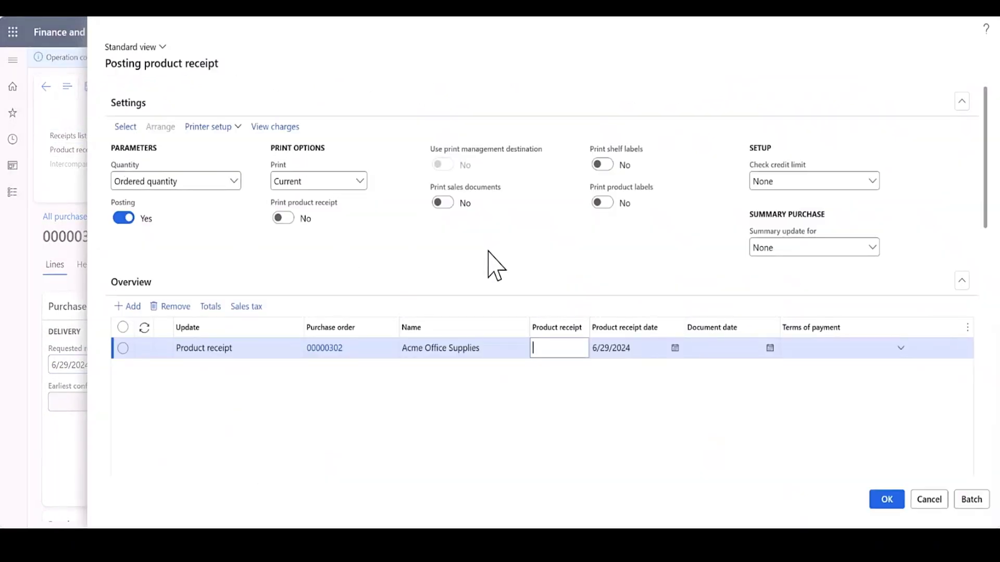 Finance and
?
Operation co
Standard view
Posting product receipt
Settings
Select Arrange Printer setup View charges
Receipts list
Product rece
Intercompa
PARAMETERS
Quantity
Ordered quantity
Posting
Yes
PRINT OPTIONS
Print
Current
Print product receipt
No
Use print management destination
No
Print sales documents
No
Print shelf labels
No
Print product labels
No
SETUP
Check credit limit
None
SUMMARY PURCHASE
Summary update for
None
All purchase
000003
Lines He
Overview
Add Remove Totals Sales tax
Purchase
DELIVERY
Requested r
6/29/2024
Earliest conf
Update Purchase order Name Product receipt Product receipt date Document date Terms of payment
Product receipt 00000302 Acme Office Supplies 6/29/2024
OK Cancel Batch